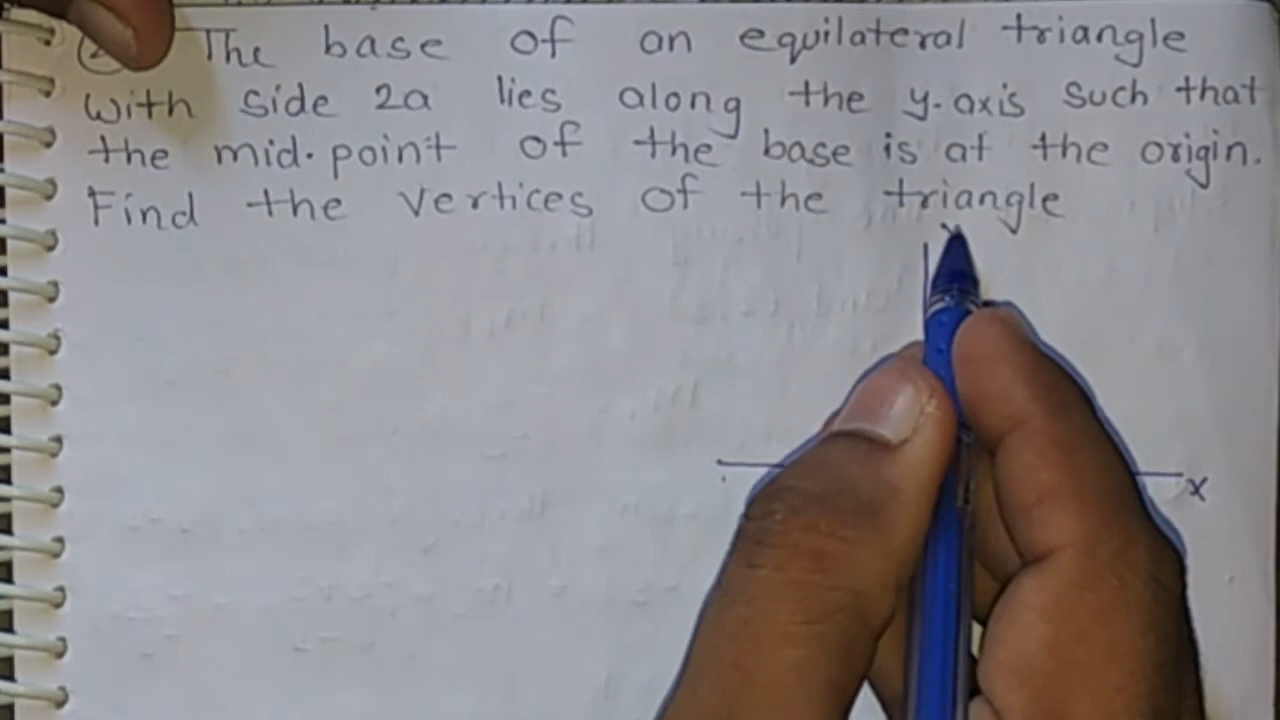 The base of an equilateral triangle
with side 2a lies along the y-axis such that
the mid-point of the base is at the origin.
Find the vertices of the triangle
x